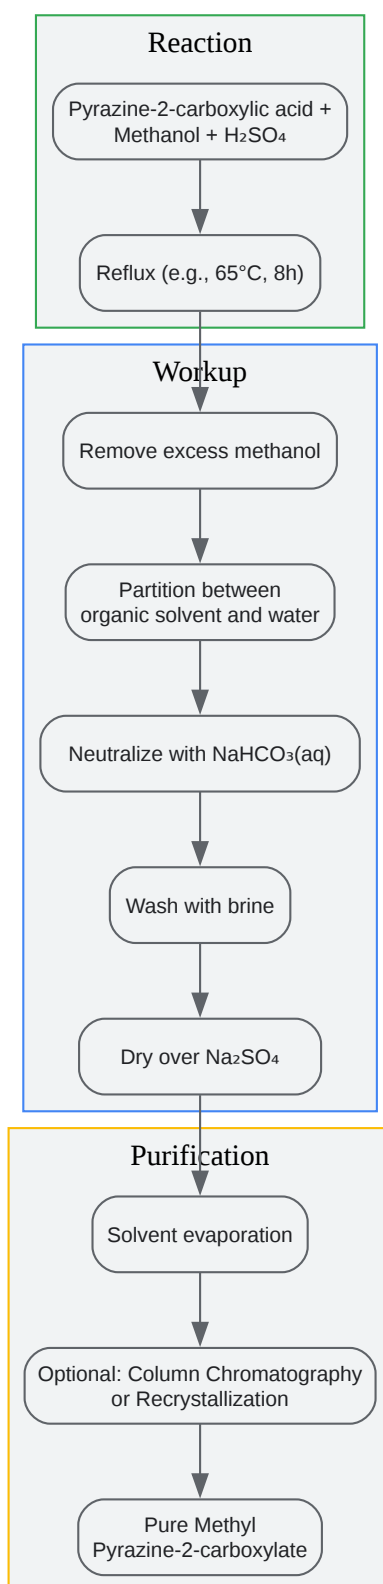 Reaction
Pyrazine-2-carboxylic acid +
Methanol + H₂SO₄
Reflux (e.g., 65°C, 8h)
Workup
Remove excess methanol
Partition between
organic solvent and water
Neutralize with NaHCO₃(aq)
Wash with brine
Dry over Na₂SO₄
Purification
Solvent evaporation
Optional: Column Chromatography
or Recrystallization
Pure Methyl
Pyrazine-2-carboxylate